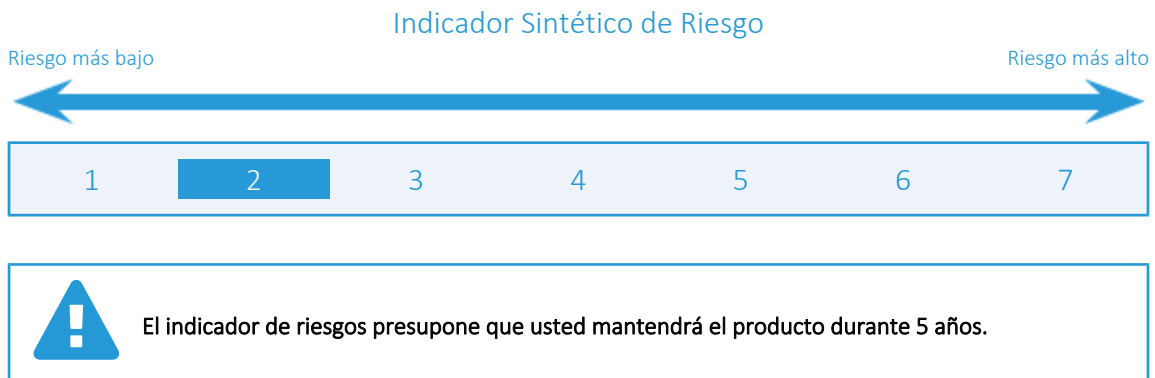 Indicador Sintético de Riesgo
Riesgo más bajo
Riesgo más alto
1 2 3 4 5 6 7
El indicador de riesgos presupone que usted mantendrá el producto durante 5 años.